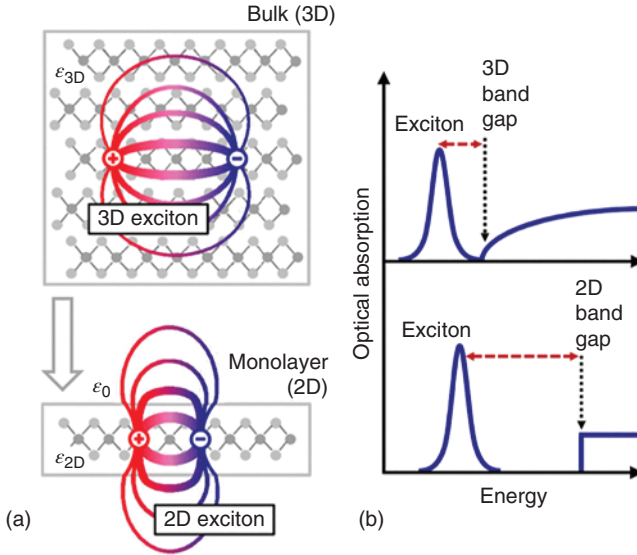 Bulk (3D)
ε3D
+
−
3D exciton
Monolayer
(2D)
ε0
+
−
ε2D
2D exciton
(a)
Optical absorption
Exciton
3D
band
gap
Exciton
2D
band
gap
Energy
(b)